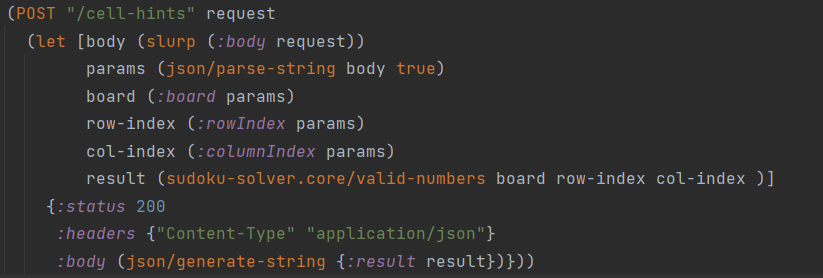 (POST "/cell-hints" request
  (let [body (slurp (:body request))
        params (json/parse-string body true)
        board (:board params)
        row-index (:rowIndex params)
        col-index (:columnIndex params)
        result (sudoku-solver.core/valid-numbers board row-index col-index )]
    {:status 200
     :headers {"Content-Type" "application/json"}
     :body (json/generate-string {:result result})}))